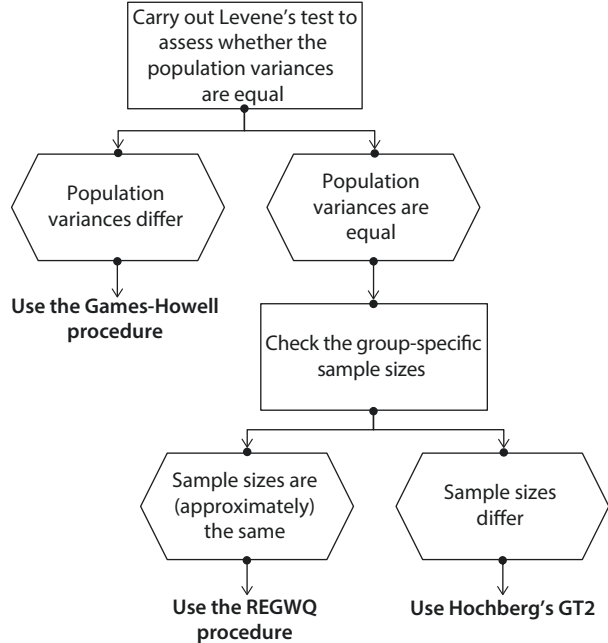 Carry out Levene's test to
assess whether the
population variances
are equal
Population
variances differ
Population
variances are
equal
Use the Games-Howell
procedure
Check the group-specific
sample sizes
Sample sizes are
(approximately)
the same
Sample sizes
differ
Use the REGWQ
procedure
Use Hochberg's GT2